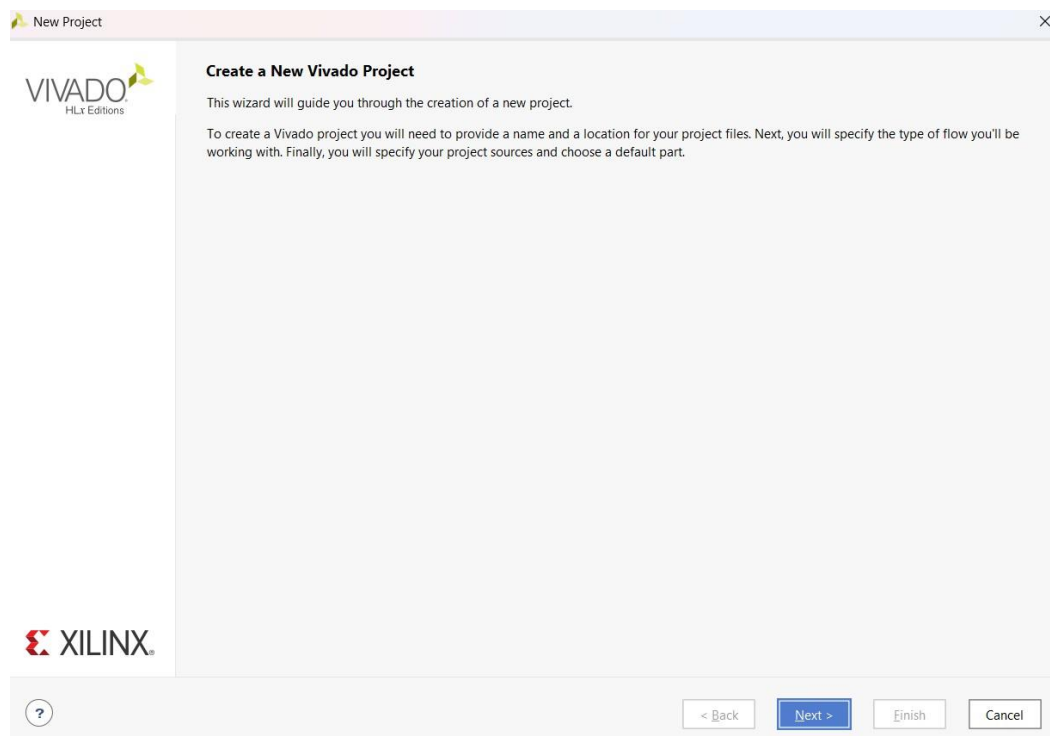 New Project
VIVADO
HLx Editions
Create a New Vivado Project
This wizard will guide you through the creation of a new project.
To create a Vivado project you will need to provide a name and a location for your project files. Next, you will specify the type of flow you'll be
working with. Finally, you will specify your project sources and choose a default part.
XILINX
?
< Back
Next >
Finish
Cancel